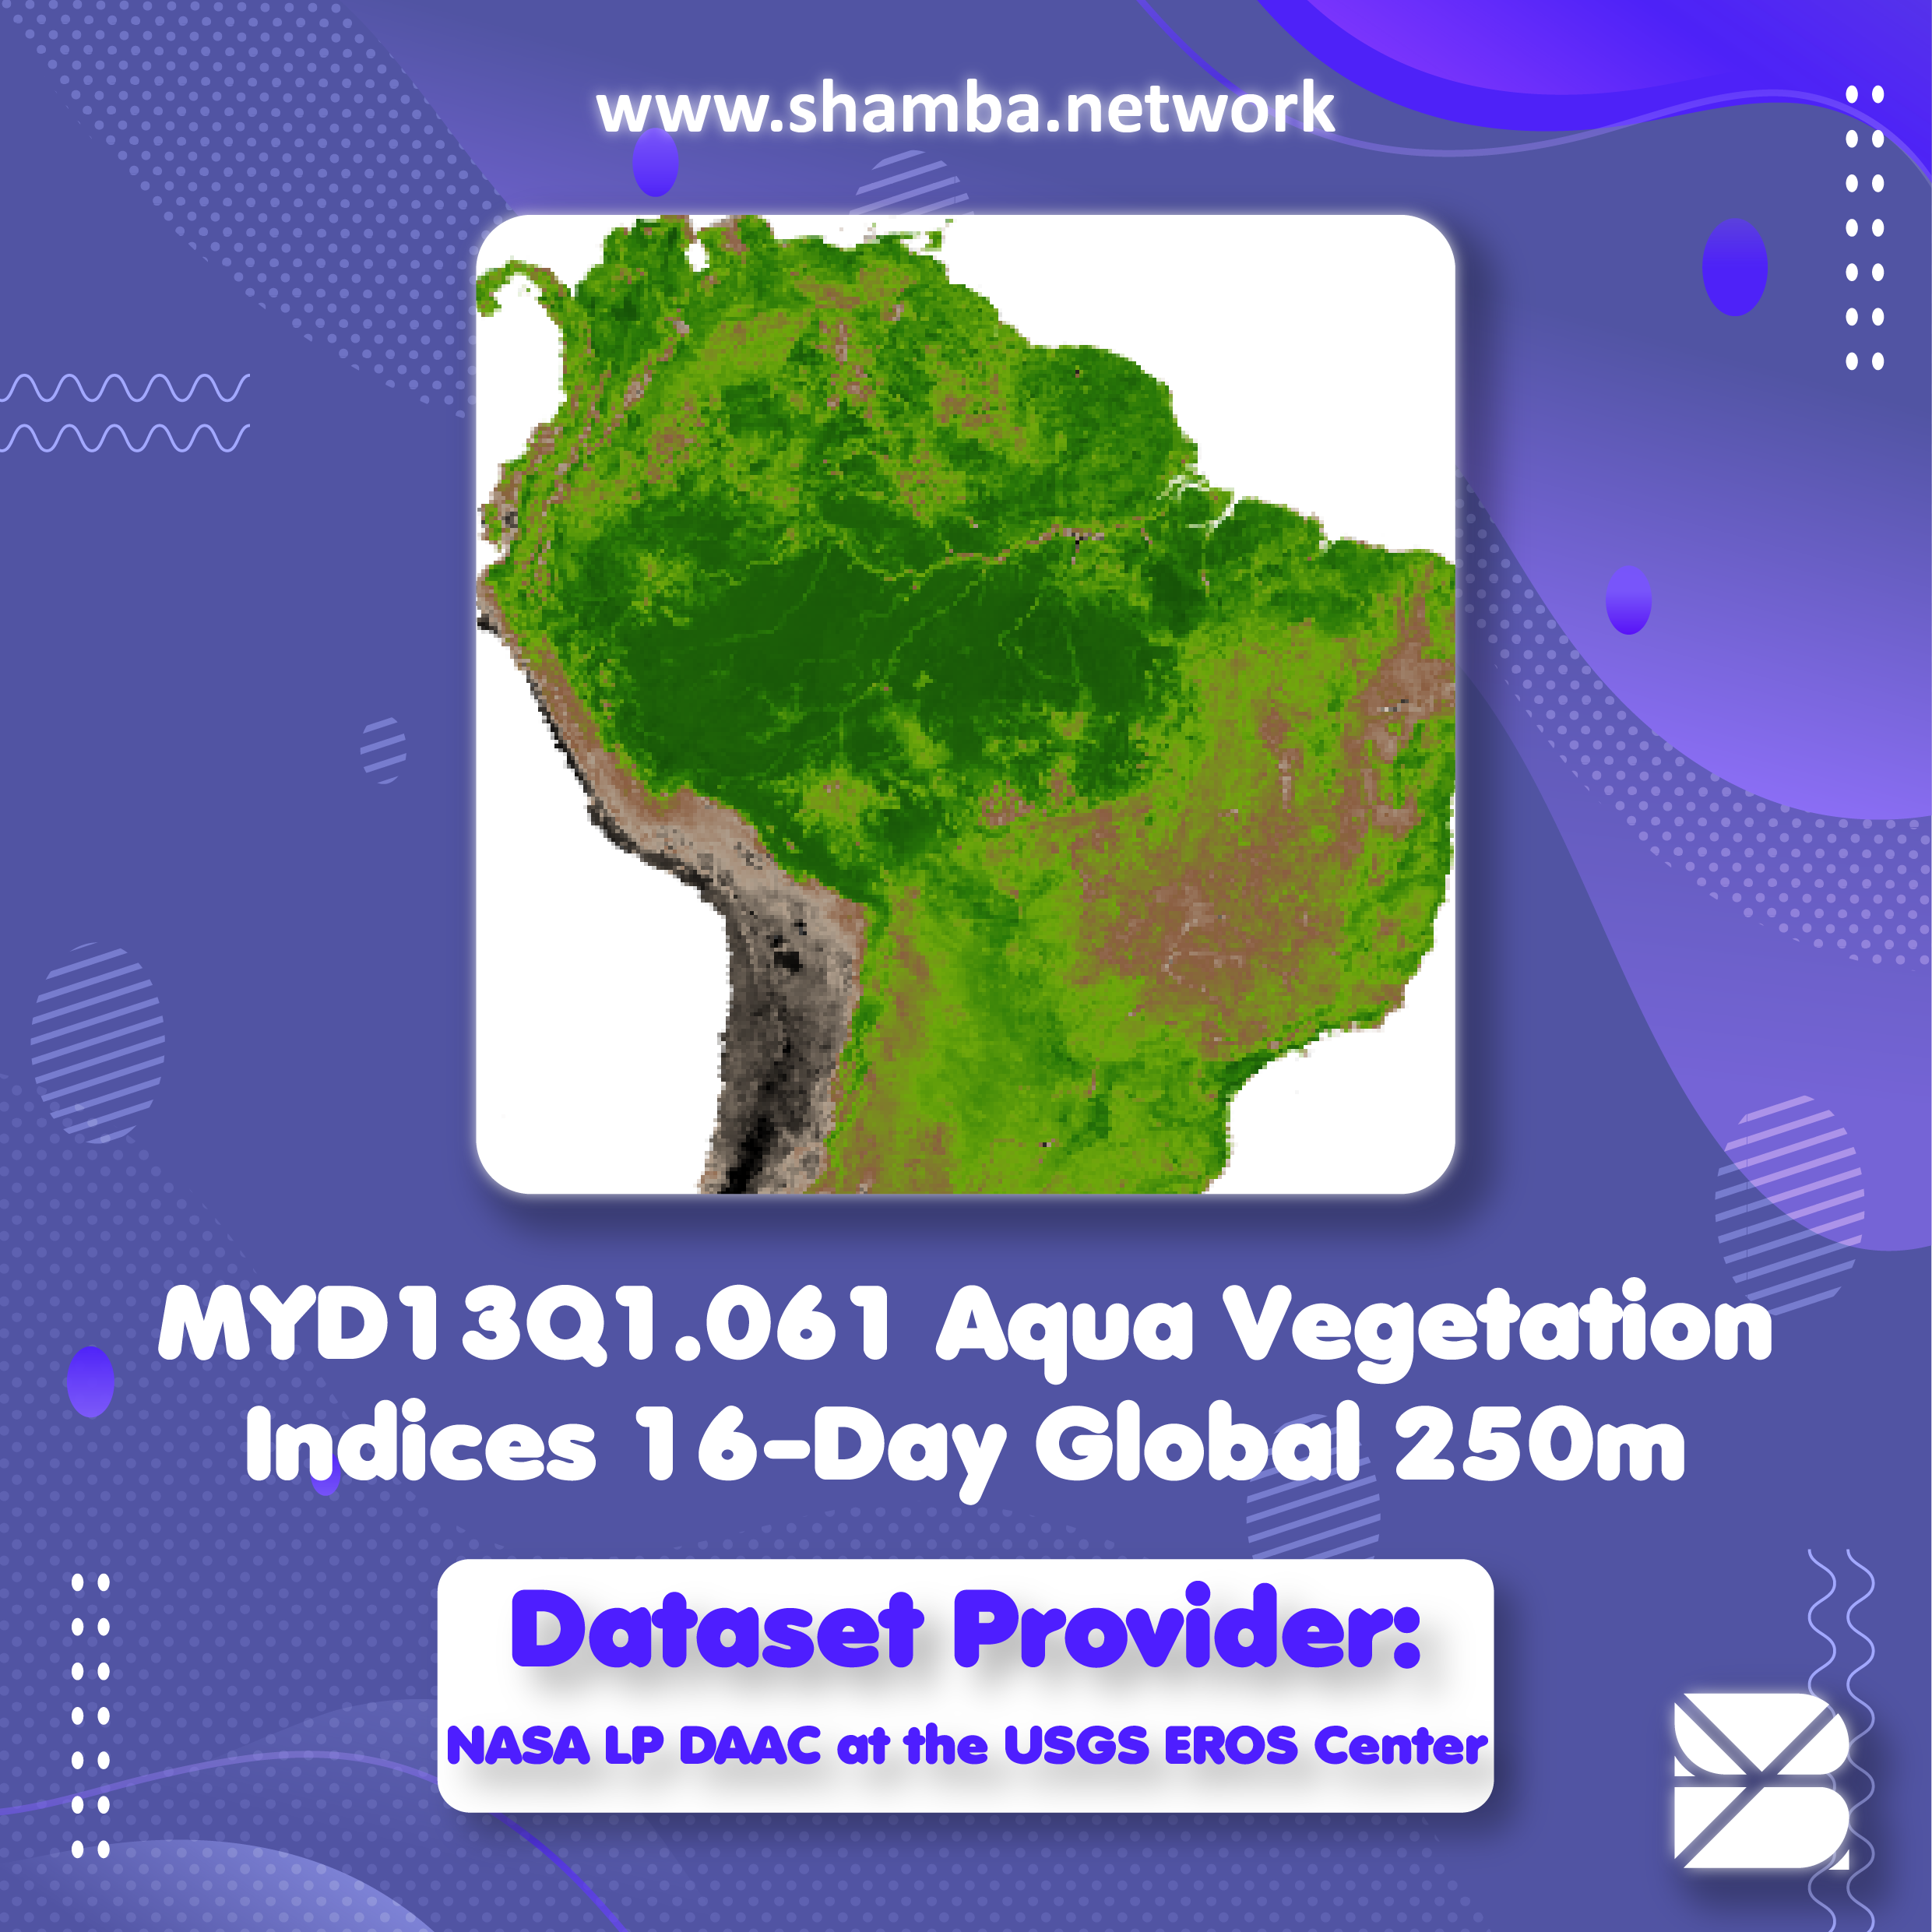 www.shamba.network
MYD13Q1.061 Aqua Vegetation
Indices 16-Day Global 250m
Dataset Provider:
NASA LP DAAC at the USGS EROS Center